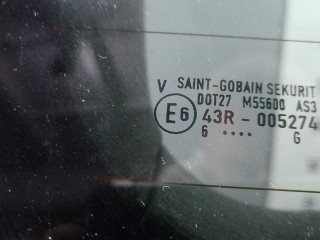 V SAINT-GOBAIN SEKURIT
DOT27 M55600 AS3
E6 43R - 005274
6 •••• G